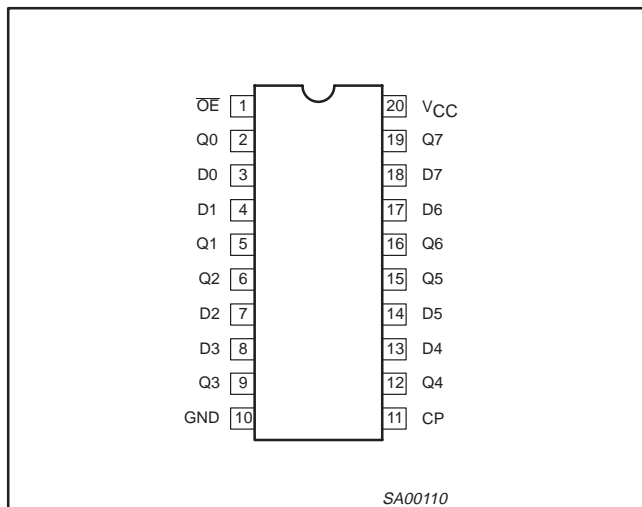 O̅E̅ 1 20 VCC
Q0 2 19 Q7
D0 3 18 D7
D1 4 17 D6
Q1 5 16 Q6
Q2 6 15 Q5
D2 7 14 D5
D3 8 13 D4
Q3 9 12 Q4
GND 10 11 CP
SA00110